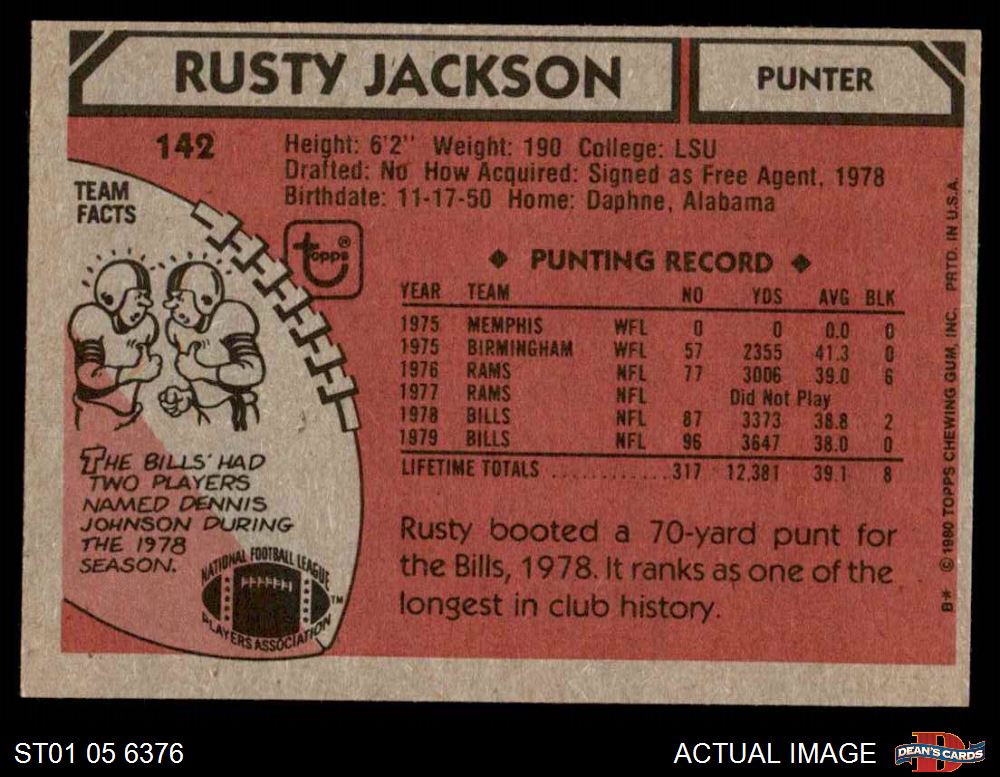 RUSTY JACKSON
PUNTER
142
Height: 6'2" Weight: 190 College: LSU
Drafted: No How Acquired: Signed as Free Agent, 1978
Birthdate: 11-17-50 Home: Daphne, Alabama
TEAM
FACTS
topps ®
THE BILLS' HAD
TWO PLAYERS
NAMED DENNIS
JOHNSON DURING
THE 1978
SEASON.
NATIONAL FOOTBALL LEAGUE
PLAYERS ASSOCIATION
TM
◆ PUNTING RECORD ◆
YEAR TEAM NO YDS AVG BLK
1975 MEMPHIS WFL 0 0 0.0 0
1975 BIRMINGHAM WFL 57 2355 41.3 0
1976 RAMS NFL 77 3006 39.0 6
1977 RAMS NFL Did Not Play
1978 BILLS NFL 87 3373 38.8 2
1979 BILLS NFL 96 3647 38.0 0
LIFETIME TOTALS ............ 317 12,381 39.1 8
Rusty booted a 70-yard punt for
the Bills, 1978. It ranks as one of the
longest in club history.
B* © 1980 TOPPS CHEWING GUM, INC. PRTD. IN U.S.A.
ST01 05 6376
ACTUAL IMAGE
D
DEAN'S CARDS